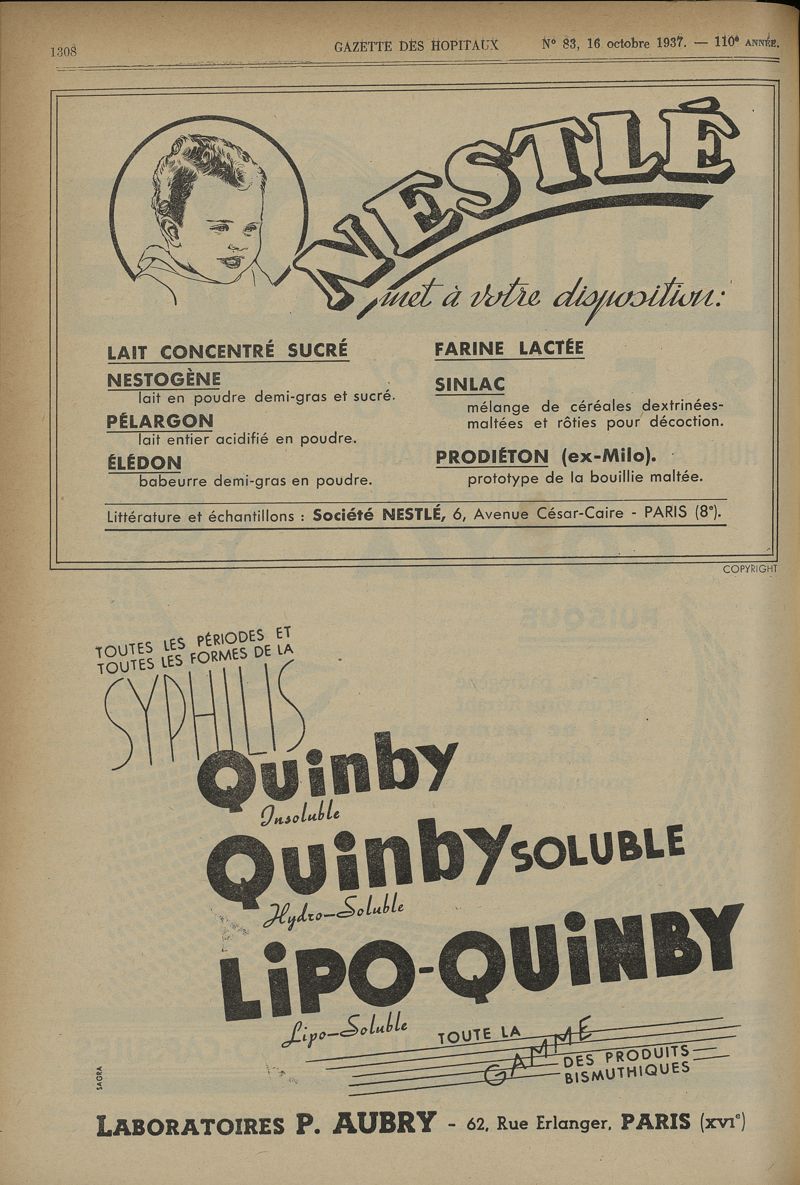 1308
GAZETTE DES HOPITAUX
N° 83, 16 octobre 1937. — 110e ANNÉE.
NESTLÉ
met à votre disposition:
LAIT CONCENTRÉ SUCRÉ
NESTOGÈNE
lait en poudre demi-gras et sucré.
PÉLARGON
lait entier acidifié en poudre.
ÉLÉDON
babeurre demi-gras en poudre.
FARINE LACTÉE
SINLAC
mélange de céréales dextrinées-
maltées et rôties pour décoction.
PRODIÉTON (ex-Milo).
prototype de la bouillie maltée.
Littérature et échantillons : Société NESTLÉ, 6, Avenue César-Caire - PARIS (8e).
COPYRIGHT
TOUTES LES PÉRIODES ET
TOUTES LES FORMES DE LA
SYPHILIS
Quinby
Insoluble
Quinby SOLUBLE
Hydro-Soluble
LiPO-QUiNBY
Lipo-Soluble
TOUTE LA
GAMME
DES PRODUITS
BISMUTHIQUES
SAGRA
LABORATOIRES P. AUBRY - 62, Rue Erlanger, PARIS (XVIe)